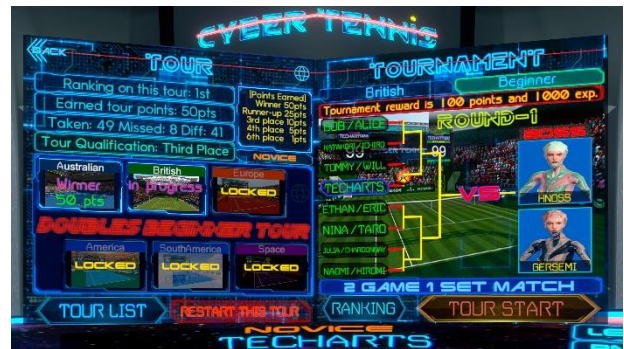 CYBER TENNIS
BACK
TOUR
Ranking on this tour: 1st
Earned tour points: 50pts
Taken: 49 Missed: 8 Diff: 41
Tour Qualification: Third Place
[Points Earned]
Winner 50pts
Runner-up 25pts
3rd place 10pts
4th place 5pts
6th place 1pts
NOVICE
Australian
Winner
50 pts
British
In progress
Europe
LOCKED
DOUBLES BEGINNER TOUR
America
LOCKED
SouthAmerica
LOCKED
Space
LOCKED
TOUR LIST
RESTART THIS TOUR
TOURNAMENT
British
Beginner
Tournament reward is 100 points and 1000 exp.
ROUND-1
BOB/ALICE
TOMMY/WILL
TECHARTS
ETHAN/ERIC
NINA/TARO
NAOMI/HIROMI
99
99
VS
BOSS
HNOSS
GERSEMI
2 GAME 1 SET MATCH
RANKING
TOUR START
NOVICE
TECHARTS